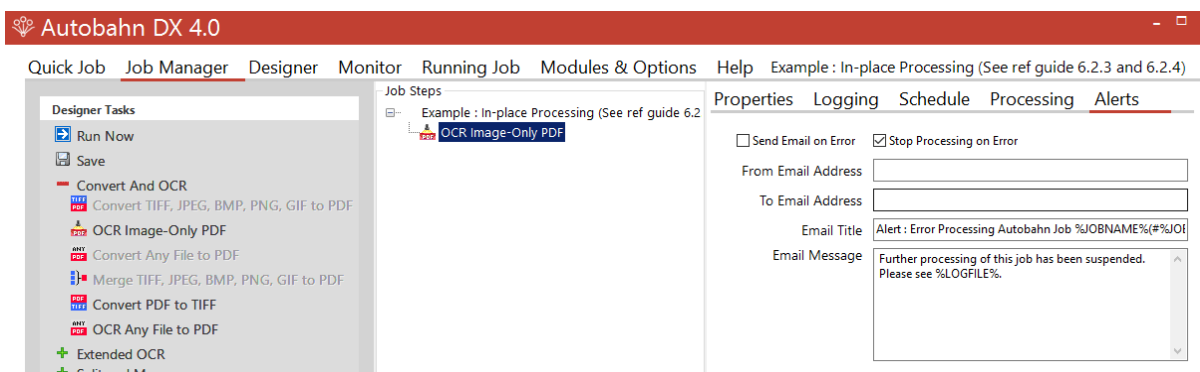 Autobahn DX 4.0
Quick Job Job Manager Designer Monitor Running Job Modules & Options Help Example : In-place Processing (See ref guide 6.2.3 and 6.2.4)
Designer Tasks
Run Now
Save
Convert And OCR
Convert TIFF, JPEG, BMP, PNG, GIF to PDF
OCR Image-Only PDF
Convert Any File to PDF
Merge TIFF, JPEG, BMP, PNG, GIF to PDF
Convert PDF to TIFF
OCR Any File to PDF
Extended OCR
Job Steps
Example : In-place Processing (See ref guide 6.2
OCR Image-Only PDF
Properties Logging Schedule Processing Alerts
Send Email on Error Stop Processing on Error
From Email Address
To Email Address
Email Title Alert : Error Processing Autobahn Job %JOBNAME%(#%JOB
Email Message Further processing of this job has been suspended.
Please see %LOGFILE%.